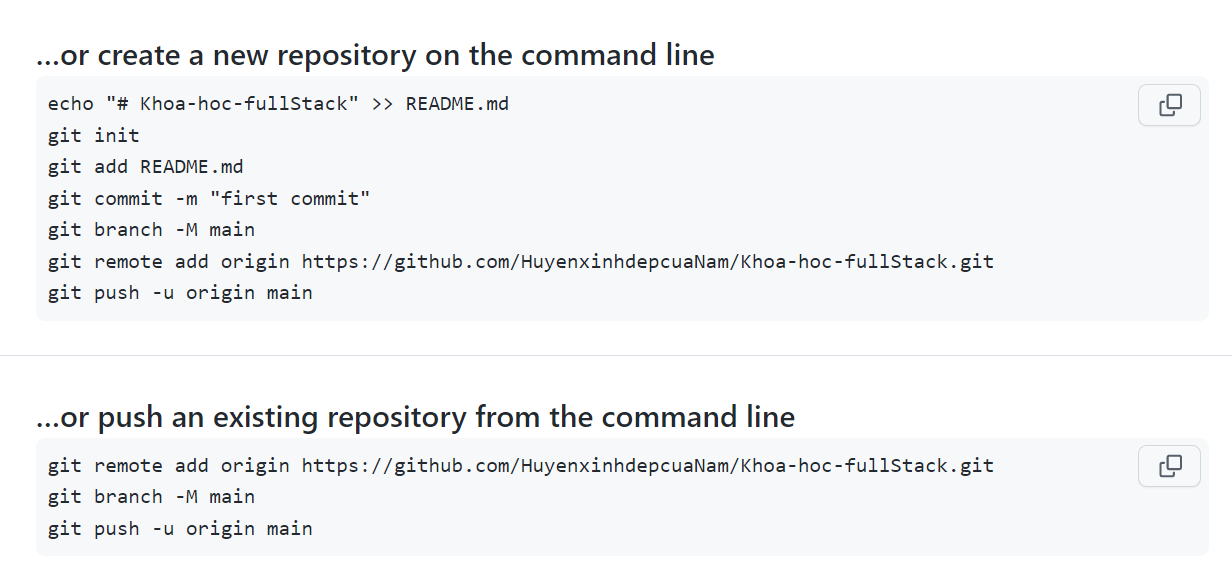 ...or create a new repository on the command line
echo "# Khoa-hoc-fullStack" >> README.md
git init
git add README.md
git commit -m "first commit"
git branch -M main
git remote add origin https://github.com/HuyenxinhdepcuaNam/Khoa-hoc-fullStack.git
git push -u origin main
...or push an existing repository from the command line
git remote add origin https://github.com/HuyenxinhdepcuaNam/Khoa-hoc-fullStack.git
git branch -M main
git push -u origin main